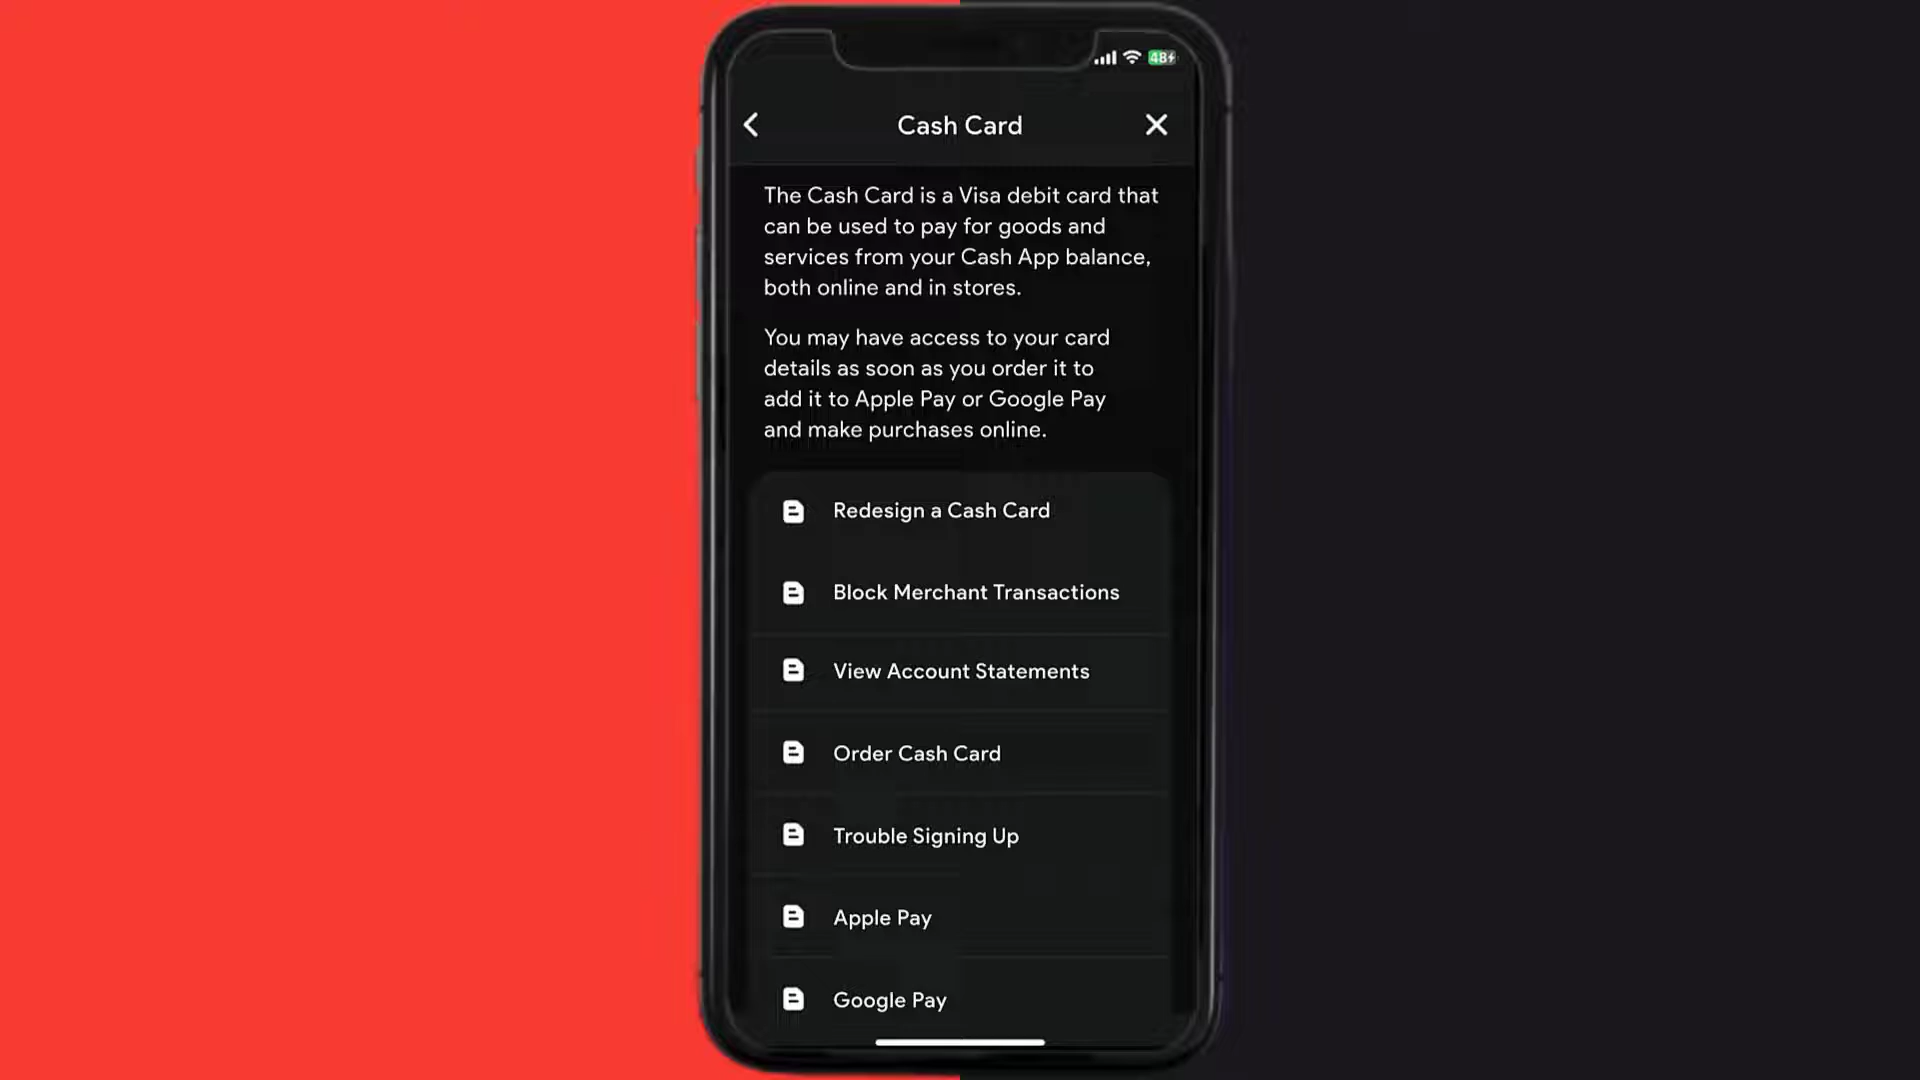 48
Cash Card
The Cash Card is a Visa debit card that
can be used to pay for goods and
services from your Cash App balance,
both online and in stores.
You may have access to your card
details as soon as you order it to
add it to Apple Pay or Google Pay
and make purchases online.
Redesign a Cash Card
Block Merchant Transactions
View Account Statements
Order Cash Card
Trouble Signing Up
Apple Pay
Google Pay